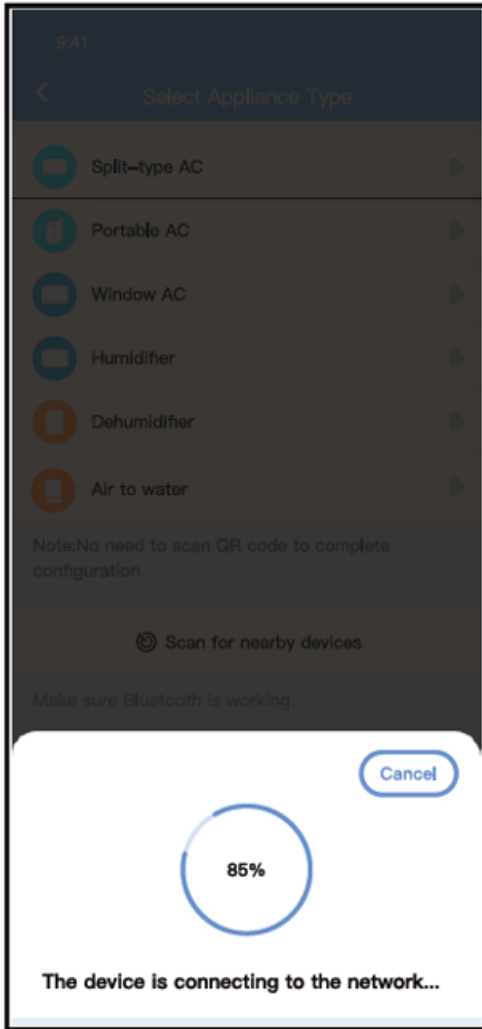 9:41
Select Appliance Type
Split-type AC
Portable AC
Window AC
Humidifier
Dehumidifier
Air to water
Note:No need to scan QR code to complete
configuration
Scan for nearby devices
Make sure Bluetooth is working.
Cancel
85%
The device is connecting to the network...